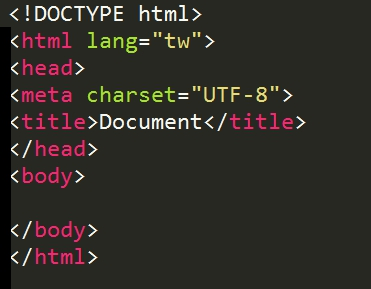 <!DOCTYPE html>
<html lang="tw">
<head>
<meta charset="UTF-8">
<title>Document</title>
</head>
<body>
</body>
</html>